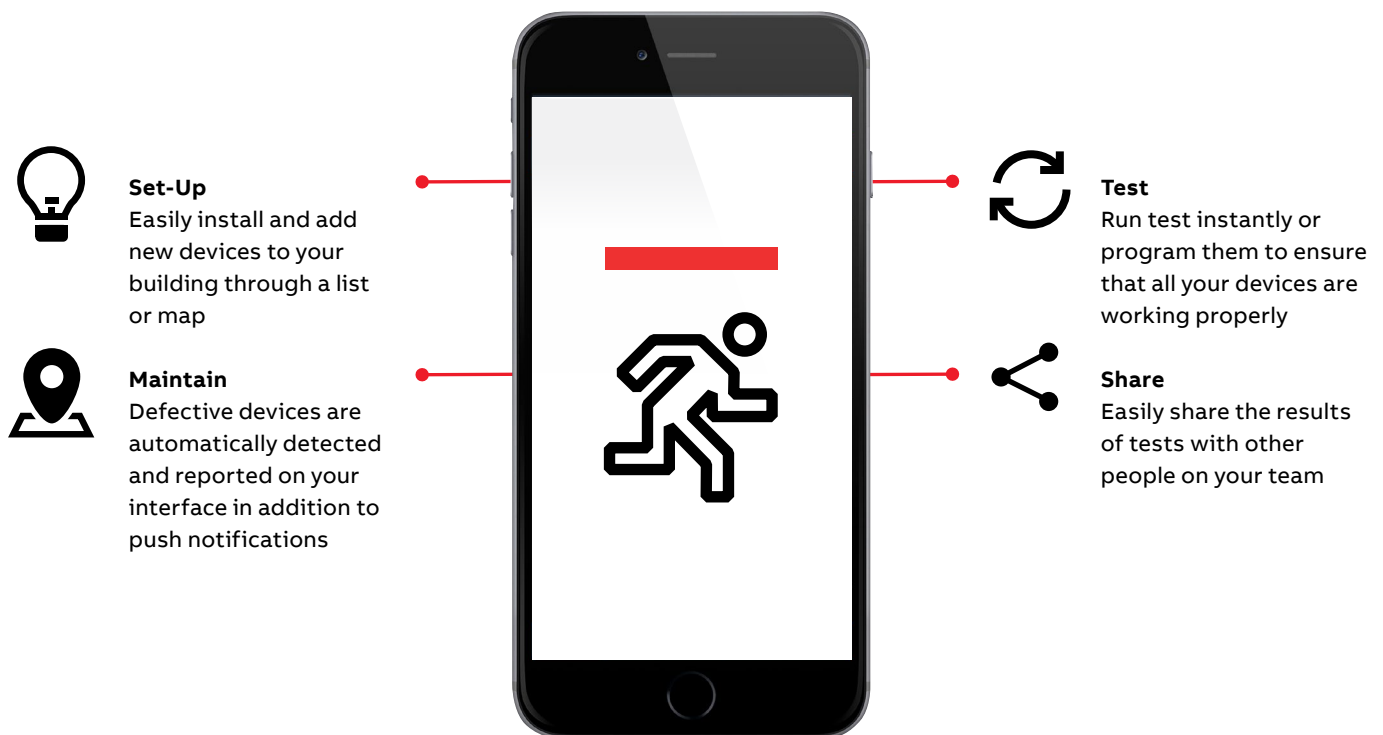 Set-Up
Easily install and add
new devices to your
building through a list
or map
Maintain
Defective devices are
automatically detected
and reported on your
interface in addition to
push notifications
Test
Run test instantly or
program them to ensure
that all your devices are
working properly
Share
Easily share the results
of tests with other
people on your team